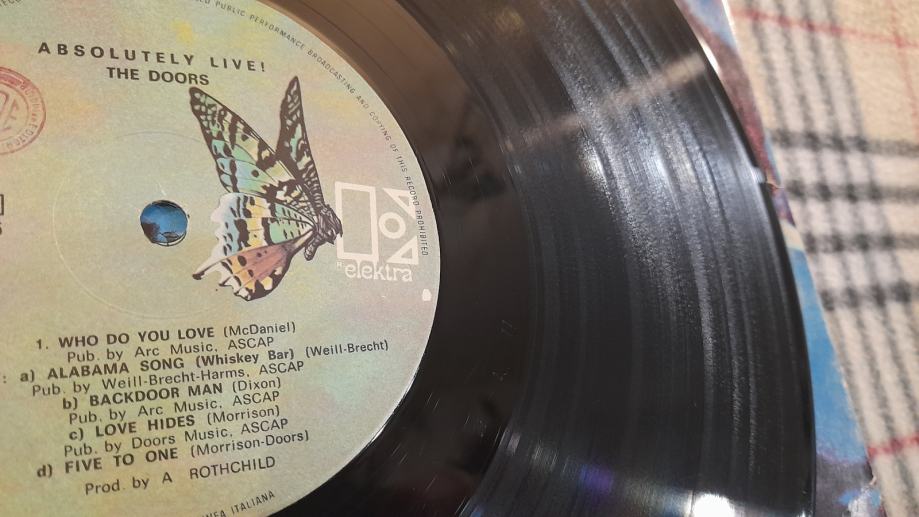 PUBLIC PERFORMANCE BROADCASTING AND COPYING OF THIS RECORD PROHIBITED
ABSOLUTELY LIVE!
THE DOORS
elektra
1. WHO DO YOU LOVE (McDaniel)
Pub. by Arc Music, ASCAP
: a) ALABAMA SONG (Whiskey Bar) (Weill-Brecht)
Pub. by Weill-Brecht-Harms, ASCAP
b) BACKDOOR MAN (Dixon)
Pub. by Arc Music, ASCAP
c) LOVE HIDES (Morrison)
Pub. by Doors Music, ASCAP
d) FIVE TO ONE (Morrison-Doors)
Prod. by A ROTHCHILD
ITALIANA